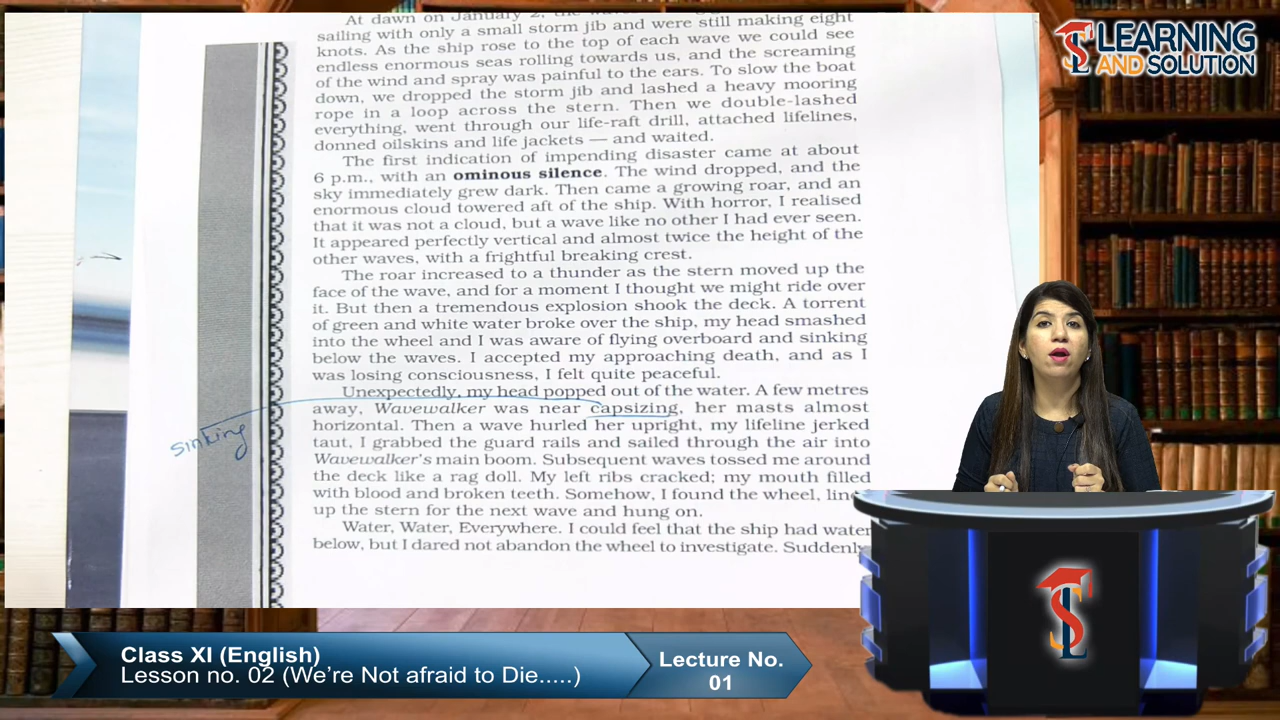 At dawn on January 2, the
sailing with only a small storm jib and were still making eight
knots. As the ship rose to the top of each wave we could see
endless enormous seas rolling towards us, and the screaming
of the wind and spray was painful to the ears. To slow the boat
down, we dropped the storm jib and lashed a heavy mooring
rope in a loop across the stern. Then we double-lashed
everything, went through our life-raft drill, attached lifelines,
donned oilskins and life jackets — and waited.
The first indication of impending disaster came at about
6 p.m., with an ominous silence. The wind dropped, and the
sky immediately grew dark. Then came a growing roar, and an
enormous cloud towered aft of the ship. With horror, I realised
that it was not a cloud, but a wave like no other I had ever seen.
It appeared perfectly vertical and almost twice the height of the
other waves, with a frightful breaking crest.
The roar increased to a thunder as the stern moved up the
face of the wave, and for a moment I thought we might ride over
it. But then a tremendous explosion shook the deck. A torrent
of green and white water broke over the ship, my head smashed
into the wheel and I was aware of flying overboard and sinking
below the waves. I accepted my approaching death, and as I
was losing consciousness, I felt quite peaceful.
Unexpectedly, my head popped out of the water. A few metres
away, Wavewalker was near capsizing, her masts almost
horizontal. Then a wave hurled her upright, my lifeline jerked
taut, I grabbed the guard rails and sailed through the air into
Wavewalker's main boom. Subsequent waves tossed me around
the deck like a rag doll. My left ribs cracked; my mouth filled
with blood and broken teeth. Somehow, I found the wheel, line
up the stern for the next wave and hung on.
Water, Water, Everywhere. I could feel that the ship had water
below, but I dared not abandon the wheel to investigate. Suddenly
sinking
LEARNING
AND SOLUTION
Class XI (English)
Lesson no. 02 (We're Not afraid to Die.....)
Lecture No.
01